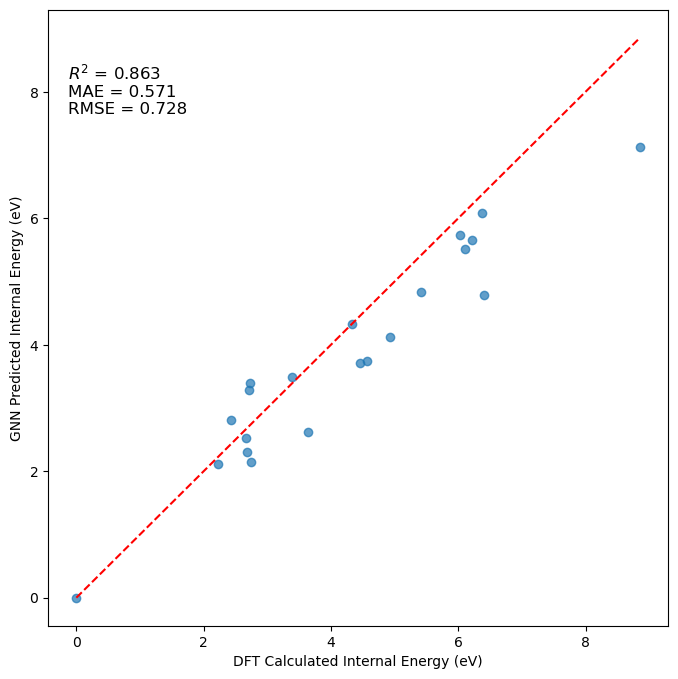 R² = 0.863
MAE = 0.571
RMSE = 0.728
8
6
4
2
0
GNN Predicted Internal Energy (eV)
0 2 4 6 8
DFT Calculated Internal Energy (eV)